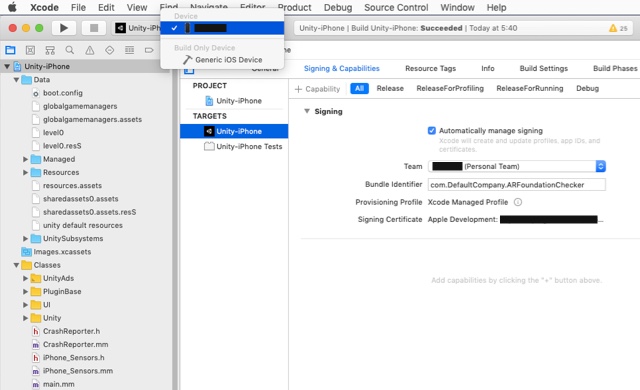 Xcode File Edit View Find Navigate Editor Product Debug Source Control Window Help
Device
Unity-iPhone | Build Unity-iPhone: Succeeded | Today at 5:40
25
Build Only Device
Generic iOS Device
Unity-iPhone
Data
boot.config
globalgamemanagers
globalgamemanagers.assets
level0
level0.resS
Managed
Resources
resources.assets
sharedassets0.assets
sharedassets0.assets.resS
unity default resources
UnitySubsystems
Images.xcassets
Classes
UnityAds
PluginBase
UI
Unity
CrashReporter.h
CrashReporter.mm
iPhone_Sensors.h
iPhone_Sensors.mm
main.mm
General Signing & Capabilities Resource Tags Info Build Settings Build Phases
PROJECT
Unity-iPhone
TARGETS
Unity-iPhone
Unity-iPhone Tests
+ Capability All Release ReleaseForProfiling ReleaseForRunning Debug
Signing
Automatically manage signing
Xcode will create and update profiles, app IDs, and
certificates.
Team (Personal Team)
Bundle Identifier com.DefaultCompany.ARFoundationChecker
Provisioning Profile Xcode Managed Profile
Signing Certificate Apple Development: ...
Add capabilities by clicking the "+" button above.